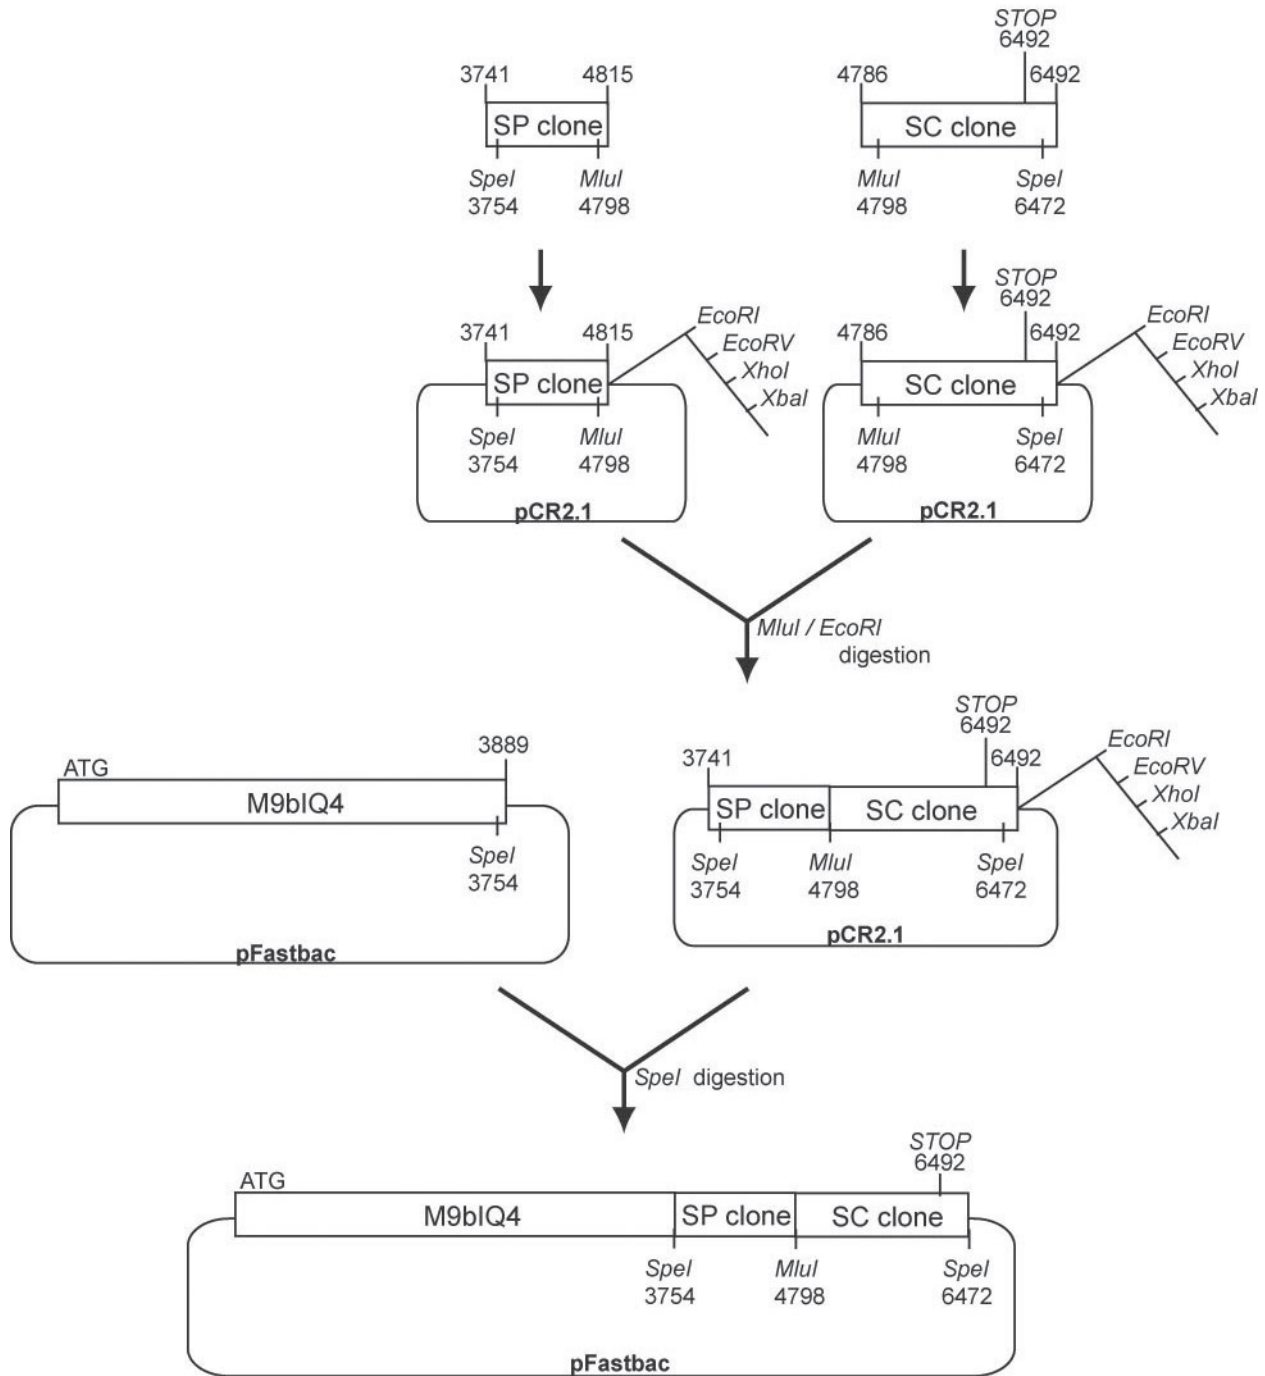 STOP
6492
3741 4815 4786 6492
SP clone SC clone
SpeI MluI MluI SpeI
3754 4798 4798 6472
STOP
6492
3741 4815 EcoRI 4786 6492 EcoRI
EcoRV EcoRV
SP clone XhoI SC clone XhoI
XbaI XbaI
SpeI MluI MluI SpeI
3754 4798 4798 6472
pCR2.1 pCR2.1
MluI / EcoRI
digestion
STOP
6492
3889 3741 6492 EcoRI
ATG EcoRV
M9bIQ4 SP clone SC clone XhoI
XbaI
SpeI SpeI MluI SpeI
3754 3754 4798 6472
pFastbac pCR2.1
SpeI digestion
STOP
6492
ATG
M9bIQ4 SP clone SC clone
SpeI MluI SpeI
3754 4798 6472
pFastbac